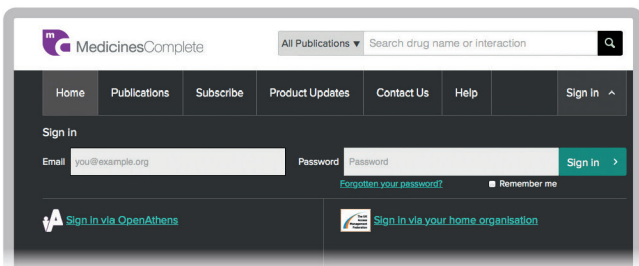 mc MedicinesComplete
All Publications ▾ Search drug name or interaction
Home Publications Subscribe Product Updates Contact Us Help Sign in
Sign in
Email you@example.org Password Password Sign in
Forgotten your password? Remember me
Sign in via OpenAthens Sign in via your home organisation